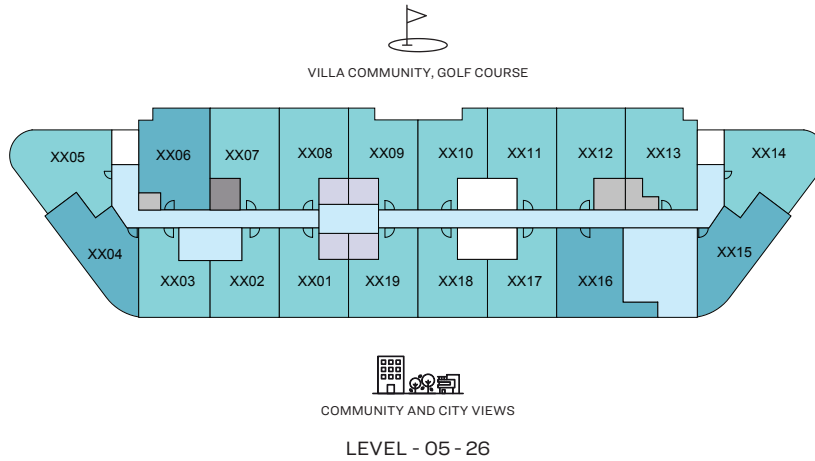 VILLA COMMUNITY, GOLF COURSE
XX05
XX06
XX07
XX08
XX09
XX10
XX11
XX12
XX13
XX14
XX04
XX03
XX02
XX01
XX19
XX18
XX17
XX16
XX15
COMMUNITY AND CITY VIEWS
LEVEL - 05 - 26